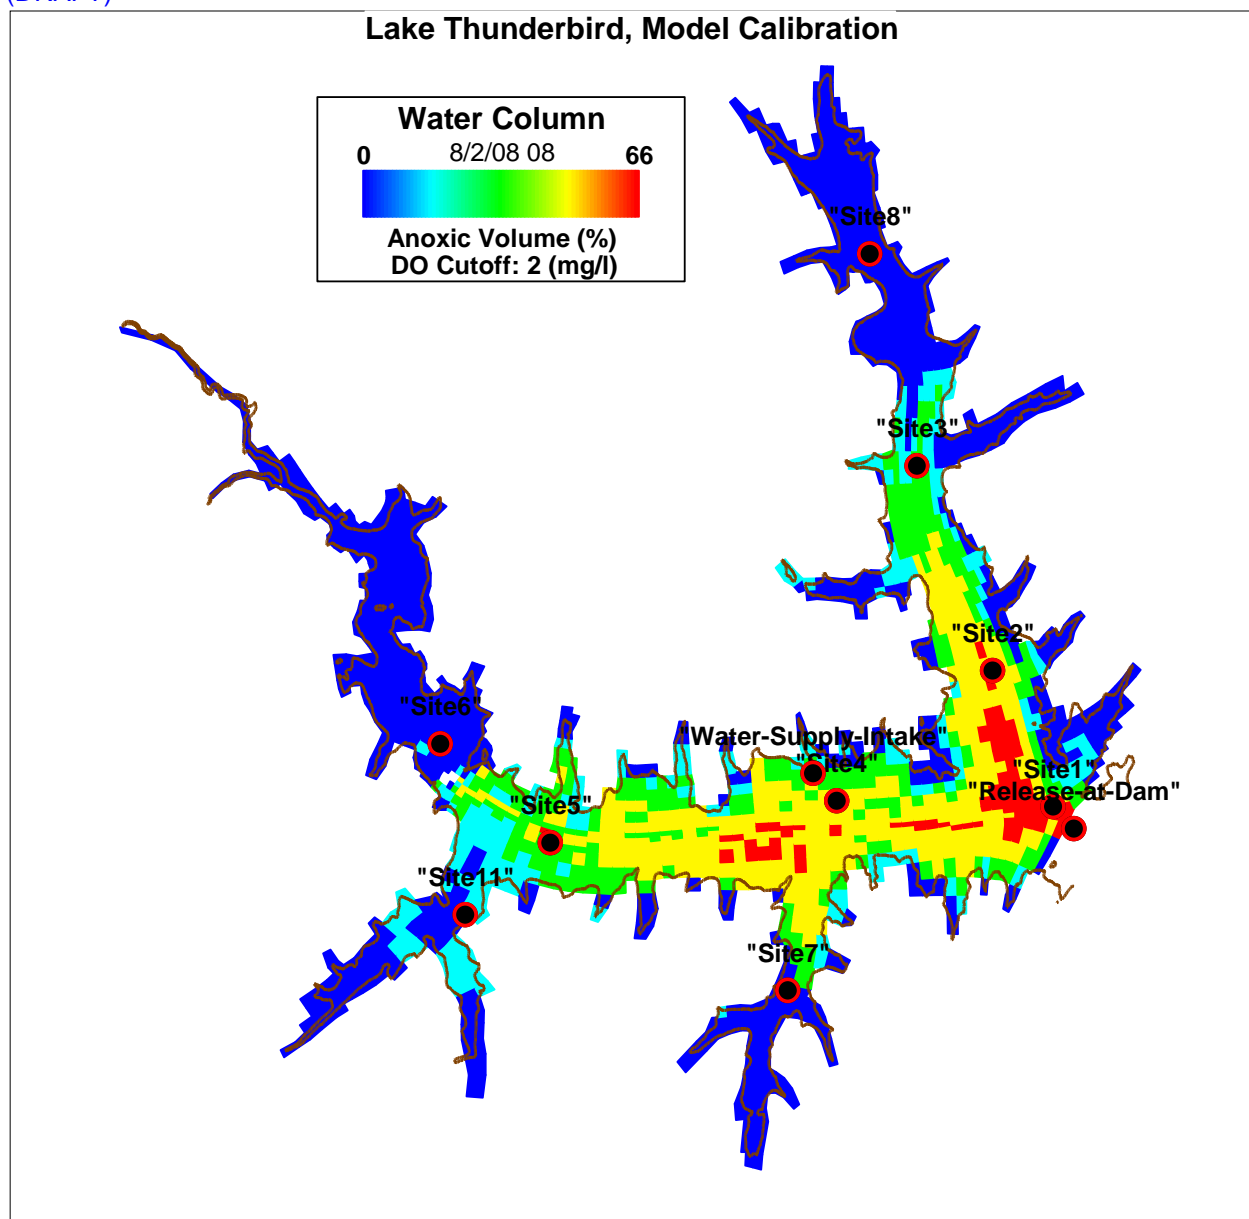 Lake Thunderbird, Model Calibration
Water Column
8/2/08 08
0 66
Anoxic Volume (%)
DO Cutoff: 2 (mg/l)
"Site8"
"Site3"
"Site2"
"Site6"
"Water-Supply-Intake"
"Site4"
"Site1"
"Release-at-Dam"
"Site5"
"Site11"
"Site7"